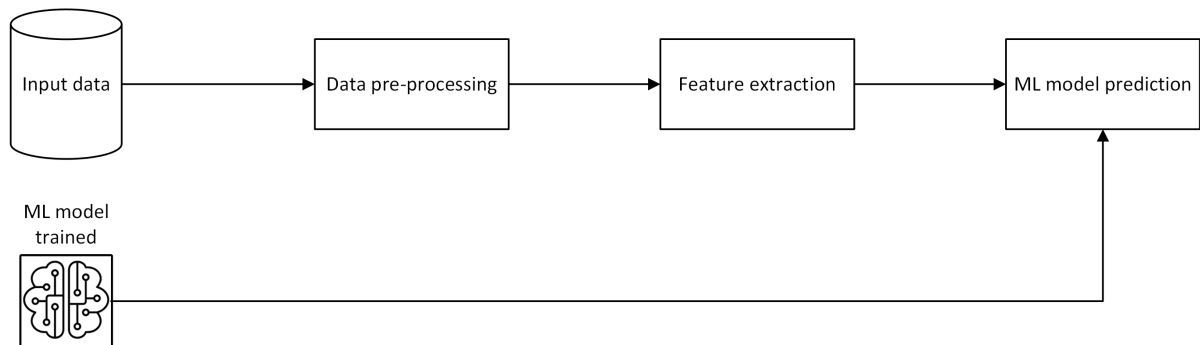 Input data
Data pre-processing
Feature extraction
ML model prediction
ML model
trained